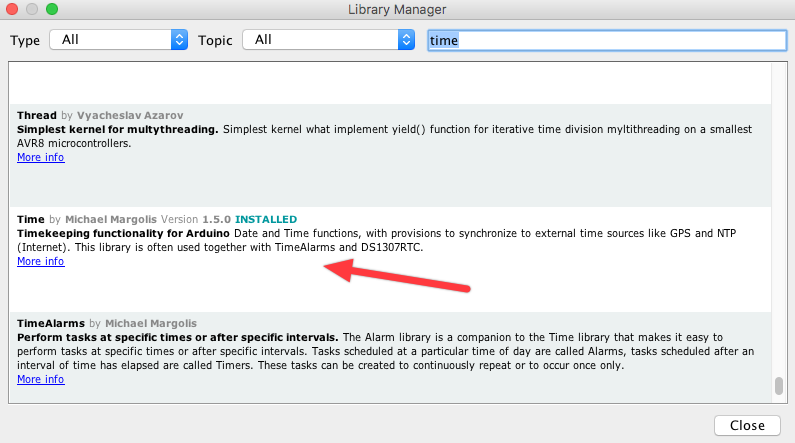 Library Manager
Type All Topic All time
Thread by Vyacheslav Azarov
Simplest kernel for multythreading. Simplest kernel what implement yield() function for iterative time division myltithreading on a smallest
AVR8 microcontrollers.
More info
Time by Michael Margolis Version 1.5.0 INSTALLED
Timekeeping functionality for Arduino Date and Time functions, with provisions to synchronize to external time sources like GPS and NTP
(Internet). This library is often used together with TimeAlarms and DS1307RTC.
More info
TimeAlarms by Michael Margolis
Perform tasks at specific times or after specific intervals. The Alarm library is a companion to the Time library that makes it easy to
perform tasks at specific times or after specific intervals. Tasks scheduled at a particular time of day are called Alarms, tasks scheduled after an
interval of time has elapsed are called Timers. These tasks can be created to continuously repeat or to occur once only.
More info
Close